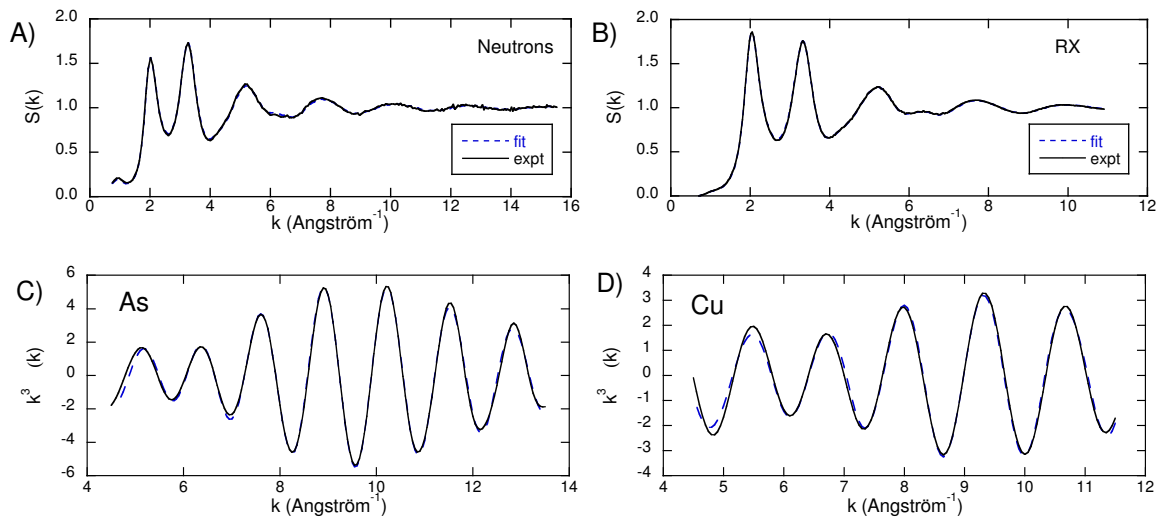 A)
Neutrons
S(k)
2.0
1.5
1.0
0.5
0.0
fit
expt
0 2 4 6 8 10 12 14 16
k (Angström⁻¹)
B)
RX
S(k)
2.0
1.5
1.0
0.5
0.0
fit
expt
0 2 4 6 8 10 12
k (Angström⁻¹)
C)
As
k³ (k)
6
4
2
0
-2
-4
-6
4 6 8 10 12 14
k (Angström⁻¹)
D)
Cu
k³ (k)
4
3
2
1
0
-1
-2
-3
-4
4 5 6 7 8 9 10 11 12
k (Angström⁻¹)